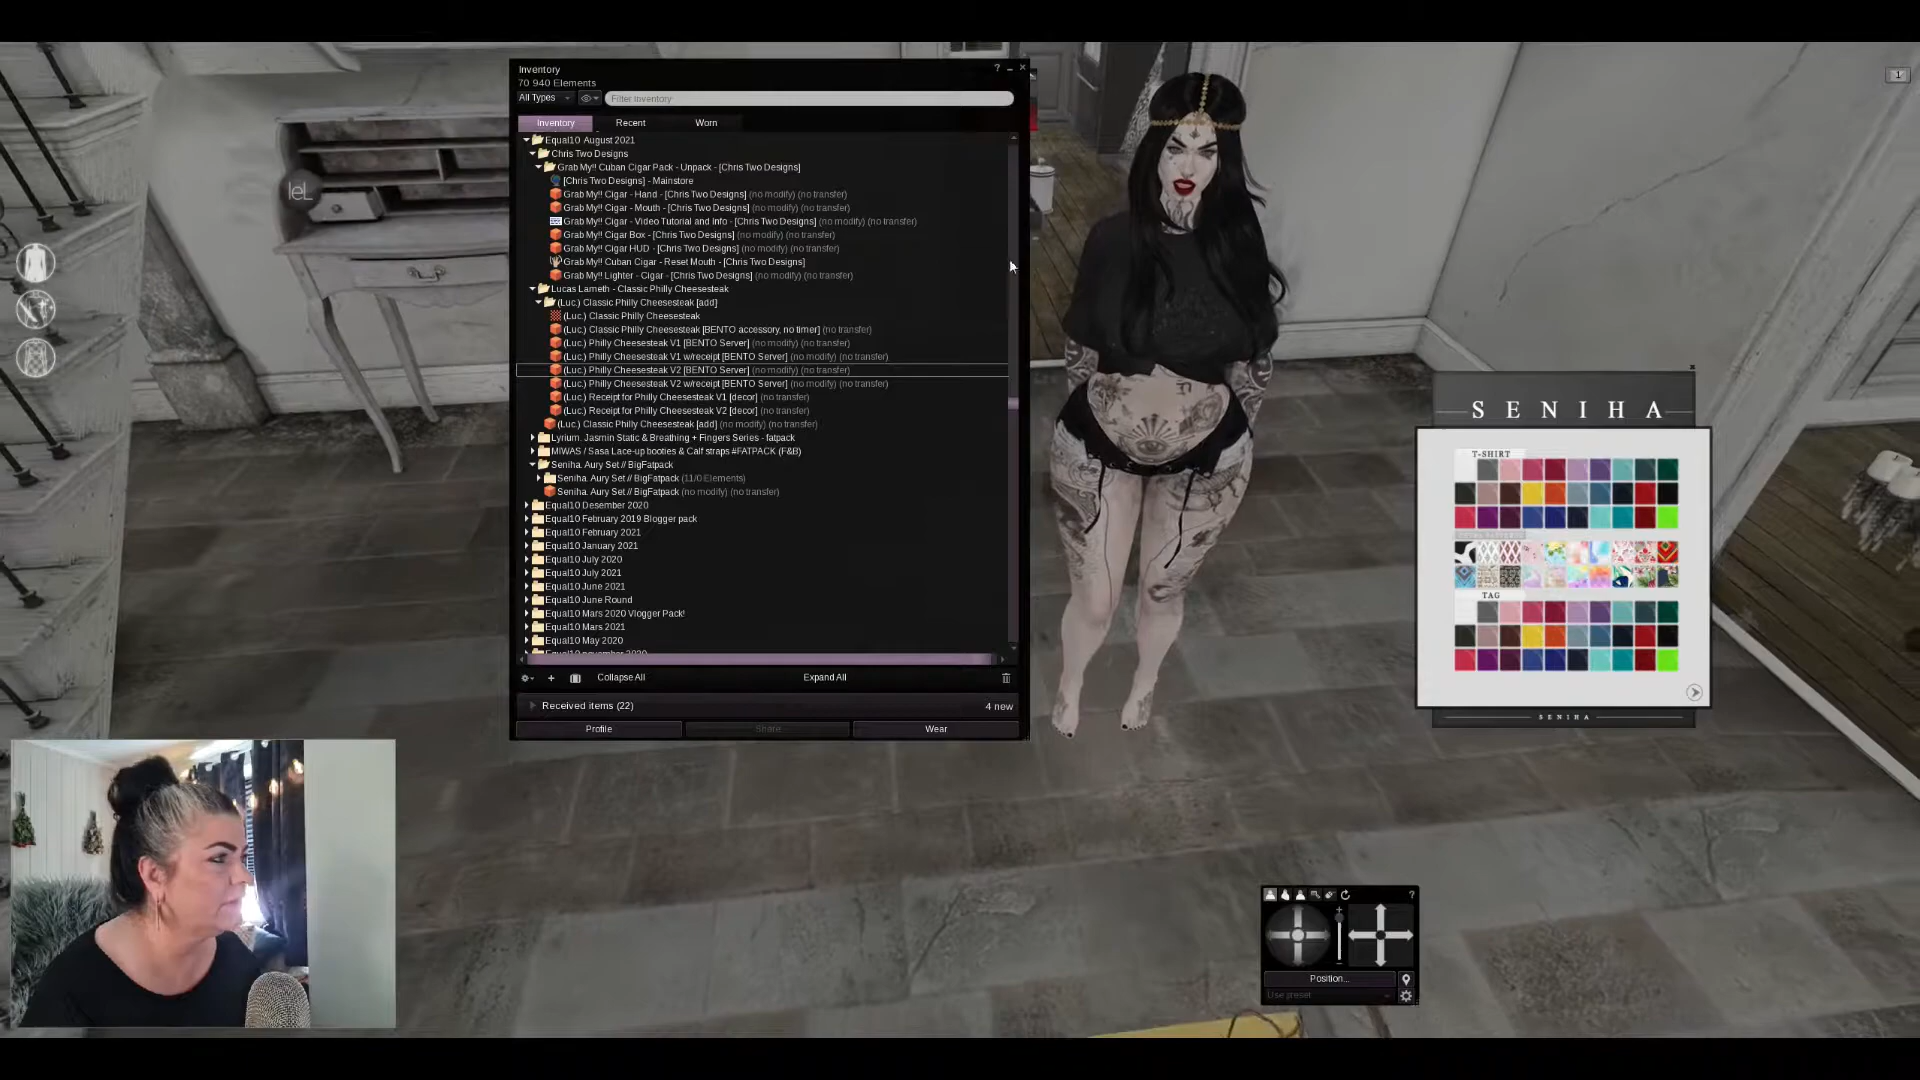 Inventory
70 940 Elements
All Types
Filter Inventory
Inventory Recent Worn
Equal10 August 2021
Chris Two Designs
Grab My!! Cuban Cigar Pack - Unpack - [Chris Two Designs]
[Chris Two Designs] - Mainstore
Grab My!! Cigar - Hand - [Chris Two Designs] (no modify) (no transfer)
Grab My!! Cigar - Mouth - [Chris Two Designs] (no modify) (no transfer)
Grab My!! Cigar - Video Tutorial and Info - [Chris Two Designs] (no modify) (no transfer)
Grab My!! Cigar Box - [Chris Two Designs] (no modify) (no transfer)
Grab My!! Cigar HUD - [Chris Two Designs] (no modify) (no transfer)
Grab My!! Cuban Cigar - Reset Mouth - [Chris Two Designs]
Grab My!! Lighter - Cigar - [Chris Two Designs] (no modify) (no transfer)
Lucas Lameth - Classic Philly Cheesesteak
(Luc.) Classic Philly Cheesesteak [add]
(Luc.) Classic Philly Cheesesteak
(Luc.) Classic Philly Cheesesteak [BENTO accessory, no timer] (no transfer)
(Luc.) Philly Cheesesteak V1 [BENTO Server] (no modify) (no transfer)
(Luc.) Philly Cheesesteak V1 w/receipt [BENTO Server] (no modify) (no transfer)
(Luc.) Philly Cheesesteak V2 [BENTO Server] (no modify) (no transfer)
(Luc.) Philly Cheesesteak V2 w/receipt [BENTO Server] (no modify) (no transfer)
(Luc.) Receipt for Philly Cheesesteak V1 [decor] (no transfer)
(Luc.) Receipt for Philly Cheesesteak V2 [decor] (no transfer)
(Luc.) Classic Philly Cheesesteak [add] (no modify) (no transfer)
Lyrium. Jasmin Static & Breathing + Fingers Series - fatpack
MIWAS / Sasa Lace-up booties & Calf straps #FATPACK (F&B)
Seniha. Aury Set // BigFatpack
Seniha. Aury Set // BigFatpack (11/0 Elements)
Seniha. Aury Set // BigFatpack (no modify) (no transfer)
Equal10 Desember 2020
Equal10 February 2019 Blogger pack
Equal10 February 2021
Equal10 January 2021
Equal10 July 2020
Equal10 July 2021
Equal10 June 2021
Equal10 June Round
Equal10 Mars 2020 Vlogger Pack!
Equal10 Mars 2021
Equal10 May 2020
Equal10 november 2020
Collapse All Expand All
Received items (22) 4 new
Profile Share Wear
1
leL
SENIHA
T-SHIRT
TAG
SENIHA
Position...
Use preset